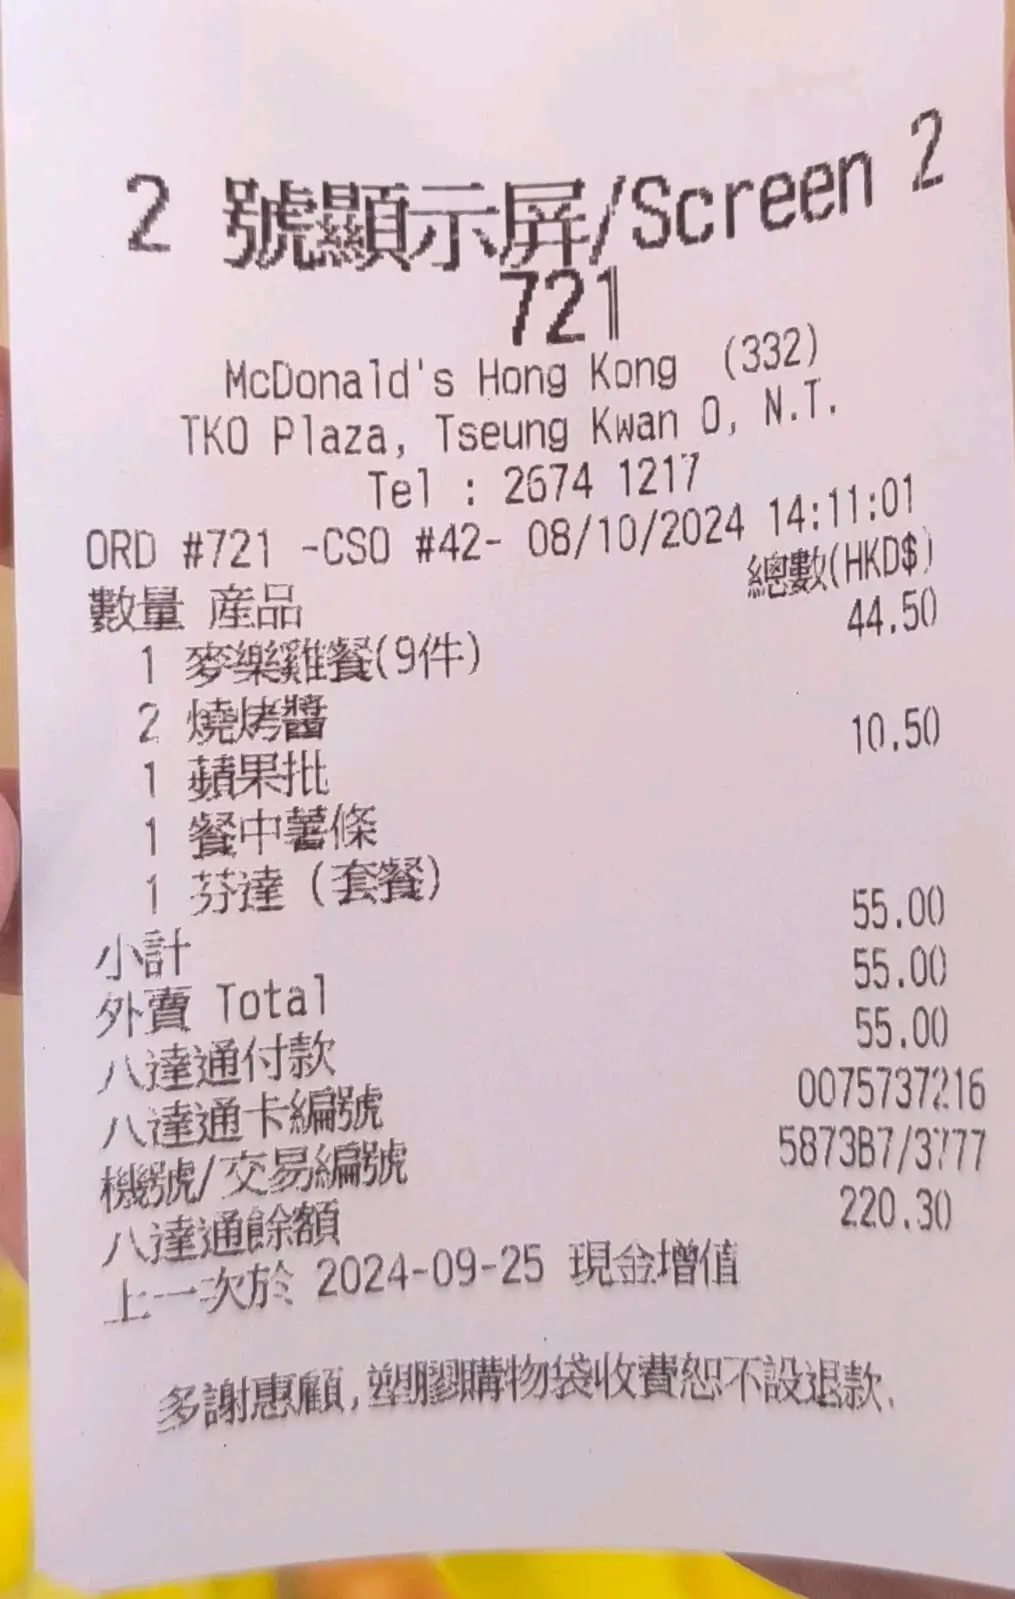 2 號顯示屏/Screen 2
721
McDonald's Hong Kong (332)
TKO Plaza, Tseung Kwan O, N.T.
Tel : 2674 1217
ORD #721 -CSO #42- 08/10/2024 14:11:01
數量 產品 總數(HKD$)
1 麥樂雞餐(9件) 44.50
2 燒烤醬
1 蘋果批 10.50
1 餐中薯條
1 芬達 (套餐)
小計 55.00
外賣 Total 55.00
八達通付款 55.00
八達通卡編號 0075737216
機號/交易編號 5873B7/3777
八達通餘額 220.30
上一次於 2024-09-25 現金增值
多謝惠顧,塑膠購物袋收費恕不設退款.